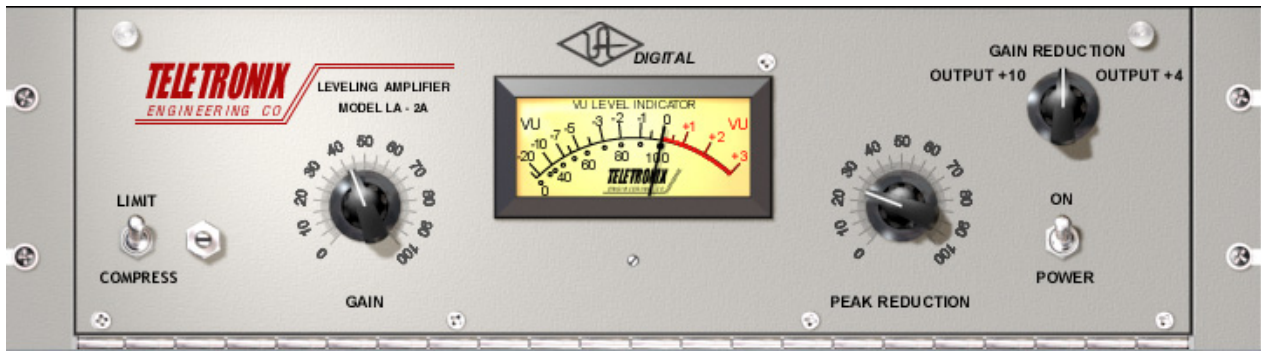 UA DIGITAL
GAIN REDUCTION
OUTPUT +10 OUTPUT +4
TELETRONIX
ENGINEERING CO
LEVELING AMPLIFIER
MODEL LA - 2A
VU LEVEL INDICATOR
VU -20 -10 -7 -5 -3 -2 -1 0 +1 +2 +3 VU
0 40 60 80 100
TELETRONIX
ENGINEERING CO
0 10 20 30 40 50 60 70 80 90 100
0 10 20 30 40 50 60 70 80 90 100
LIMIT
COMPRESS
ON
POWER
GAIN
PEAK REDUCTION